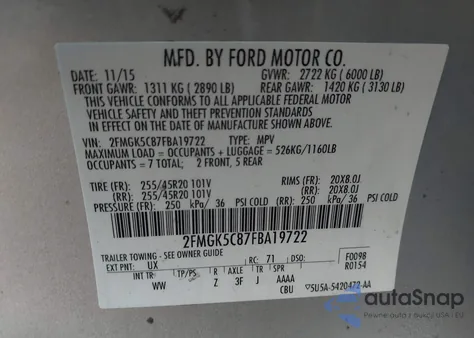 MFD. BY FORD MOTOR CO.
DATE: 11/15 GVWR: 2722 KG ( 6000 LB)
FRONT GAWR: 1311 KG ( 2890 LB) REAR GAWR: 1420 KG ( 3130 LB)
THIS VEHICLE CONFORMS TO ALL APPLICABLE FEDERAL MOTOR
VEHICLE SAFETY AND THEFT PREVENTION STANDARDS
IN EFFECT ON THE DATE OF MANUFACTURE SHOWN ABOVE.
VIN: 2FMGK5CB7FBA19722 TYPE: MPV
MAXIMUM LOAD = OCCUPANTS + LUGGAGE = 526KG/1160LB
OCCUPANTS = 7 TOTAL; 2 FRONT, 5 REAR
TIRE (FR): 255/45R20 101V RIMS (FR): 20X8.0J
(RR): 255/45R20 101V (RR): 20X8.0J
PRESSURE (FR): 250 kPa/ 36 PSI COLD (RR): 250 kPa/ 36 PSI COLD
2FMGK5CB7FBA19722
TRAILER TOWING - SEE OWNER GUIDE
EXT PNT: UX RC: 71 DSO: F0098
R0154
INT TR TP/PS R AXLE TR SPR
WW Z 3F J AAAA
CBU
5U5A-5420472-AA
autoSnap